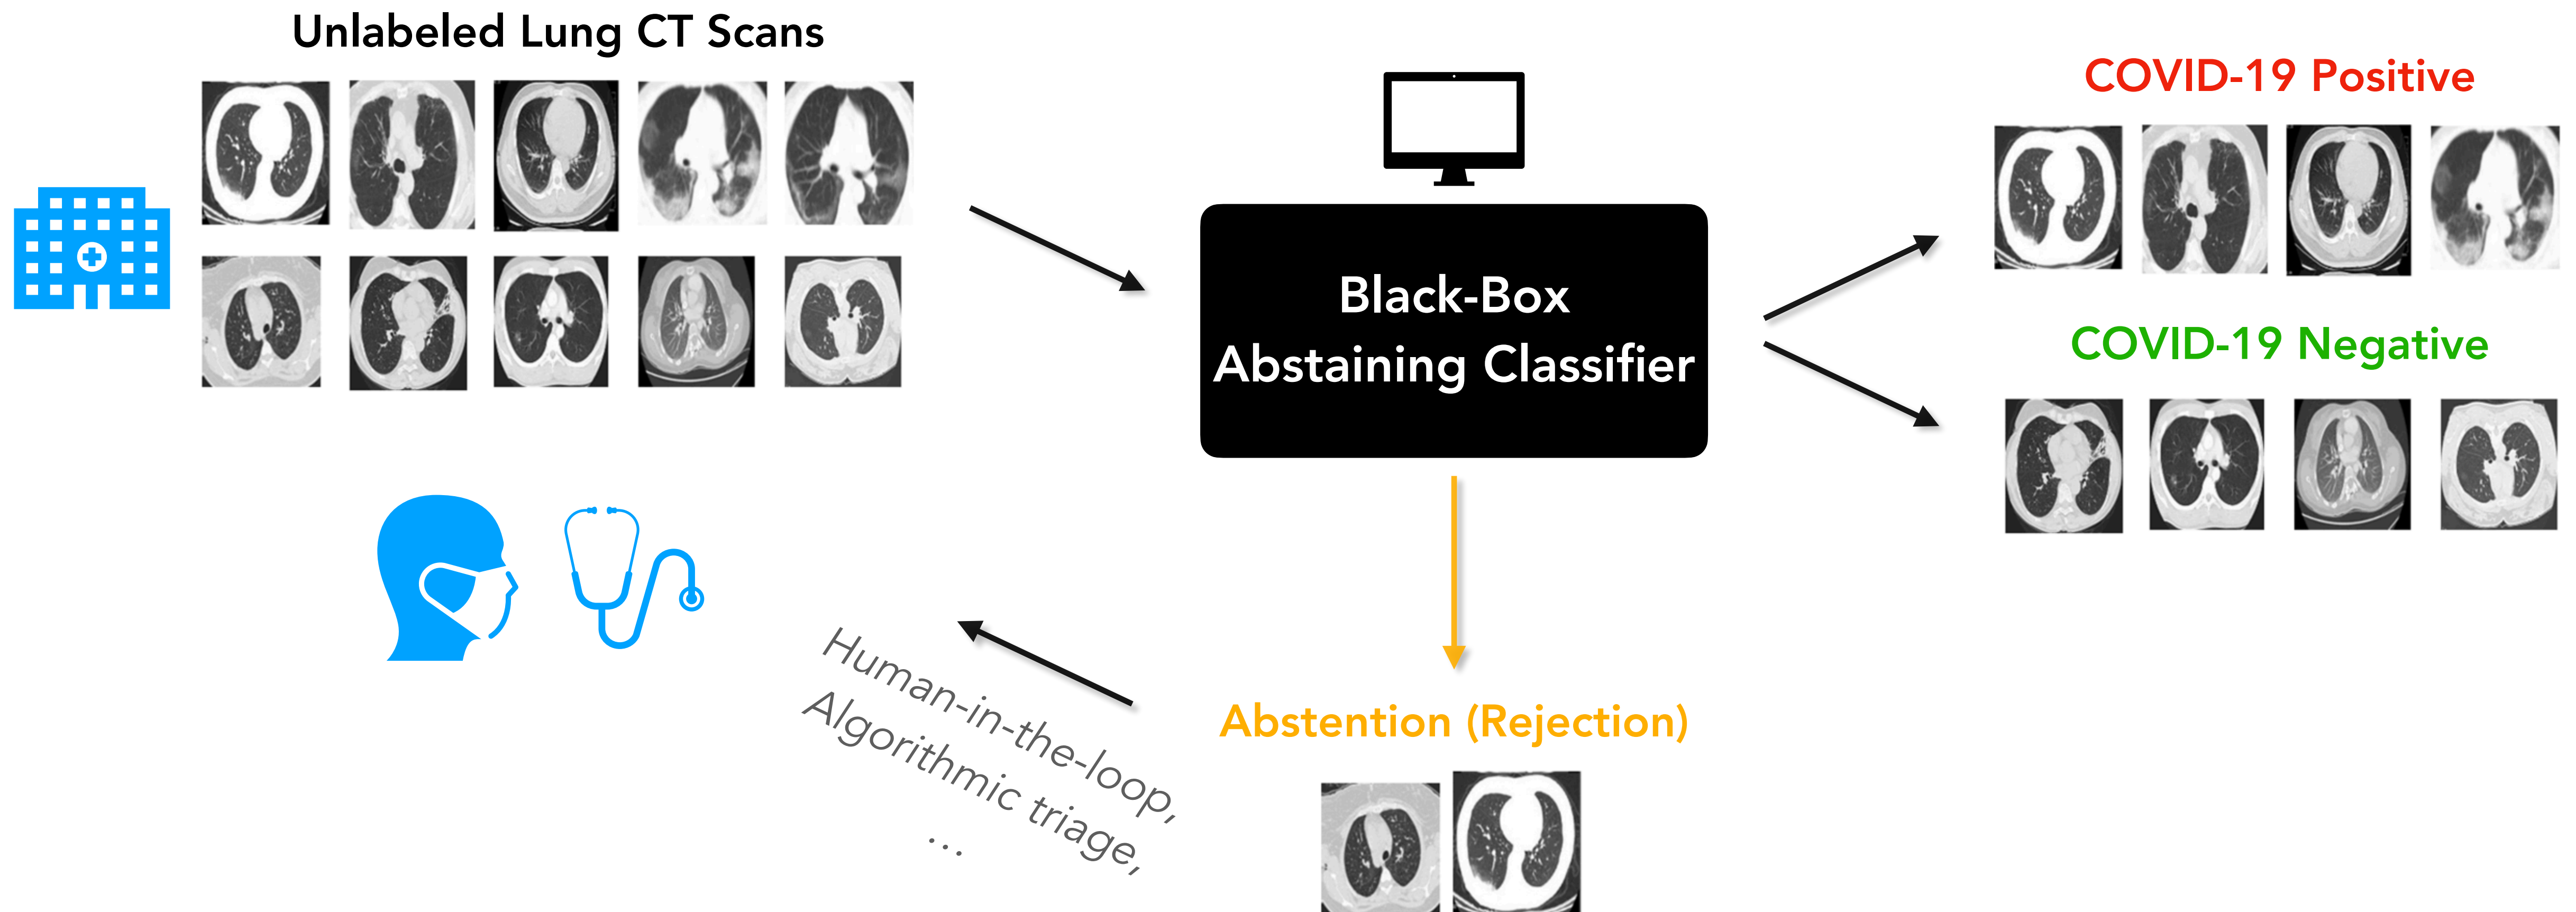 Unlabeled Lung CT Scans
Black-Box
Abstaining Classifier
COVID-19 Positive
COVID-19 Negative
Abstention (Rejection)
Human-in-the-loop,
Algorithmic triage,
...